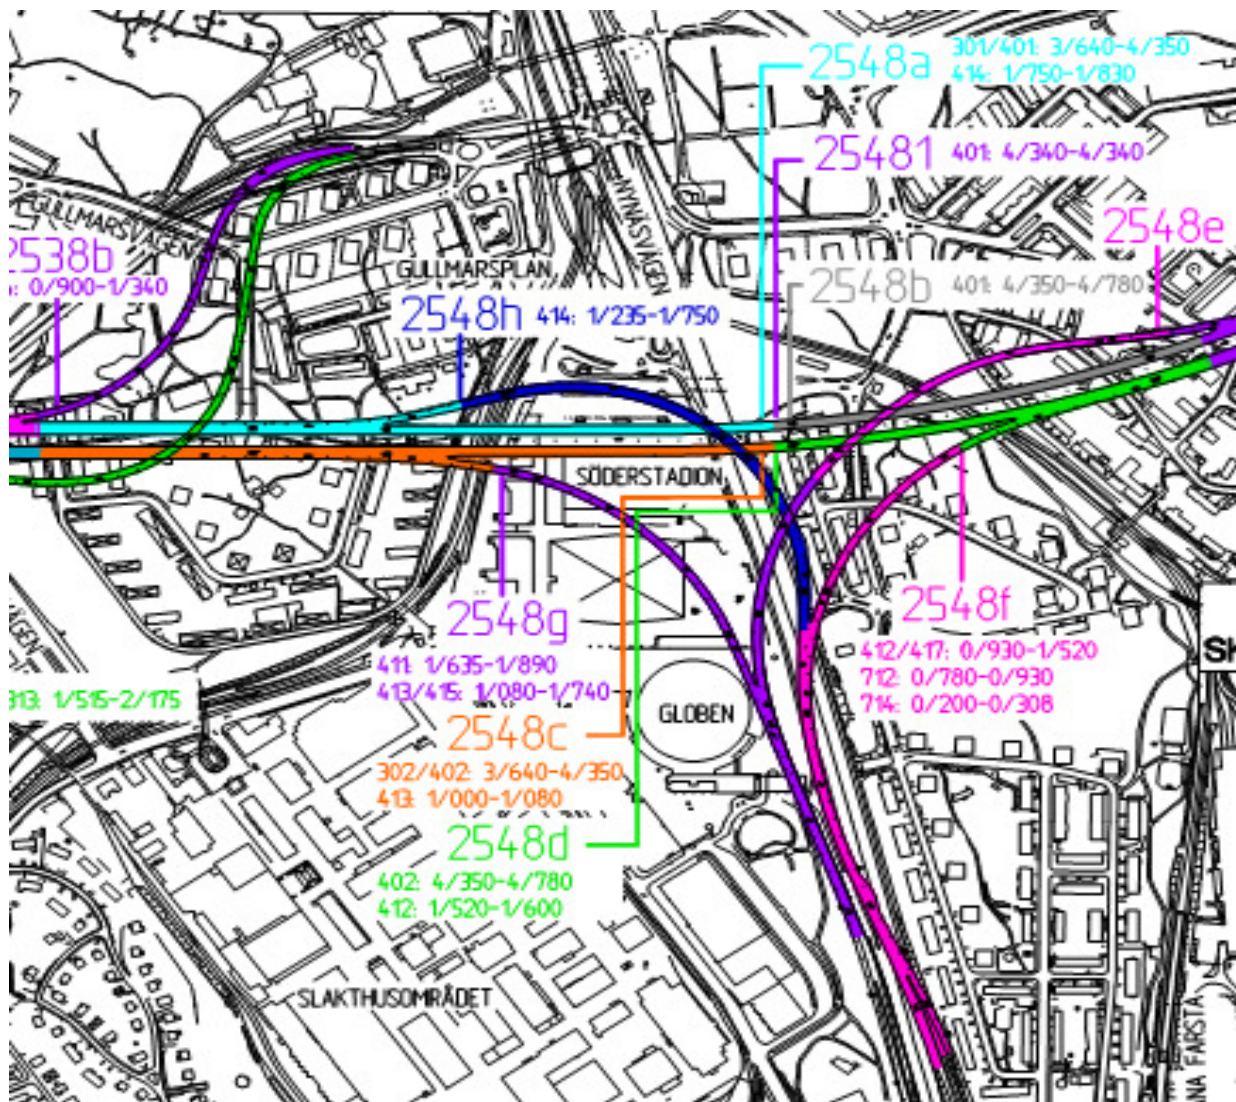 2548a
301/401: 3/640-4/350
414: 1/750-1/830
25481
401: 4/340-4/340
GULLMARSVÄGEN
NYNÄSVÄGEN
2548e
2538b
0/900-1/340
GULLMARSPLAN
2548b
401: 4/350-4/780
2548h
414: 1/235-1/750
SÖDERSTADION
2548g
411: 1/635-1/890
413/415: 1/080-1/740
2548f
412/417: 0/930-1/520
712: 0/780-0/930
714: 0/200-0/308
313: 1/515-2/175
GLOBEN
2548c
302/402: 3/640-4/350
413: 1/000-1/080
2548d
402: 4/350-4/780
412: 1/520-1/600
SLAKTHUSOMRÅDET
FARSTA